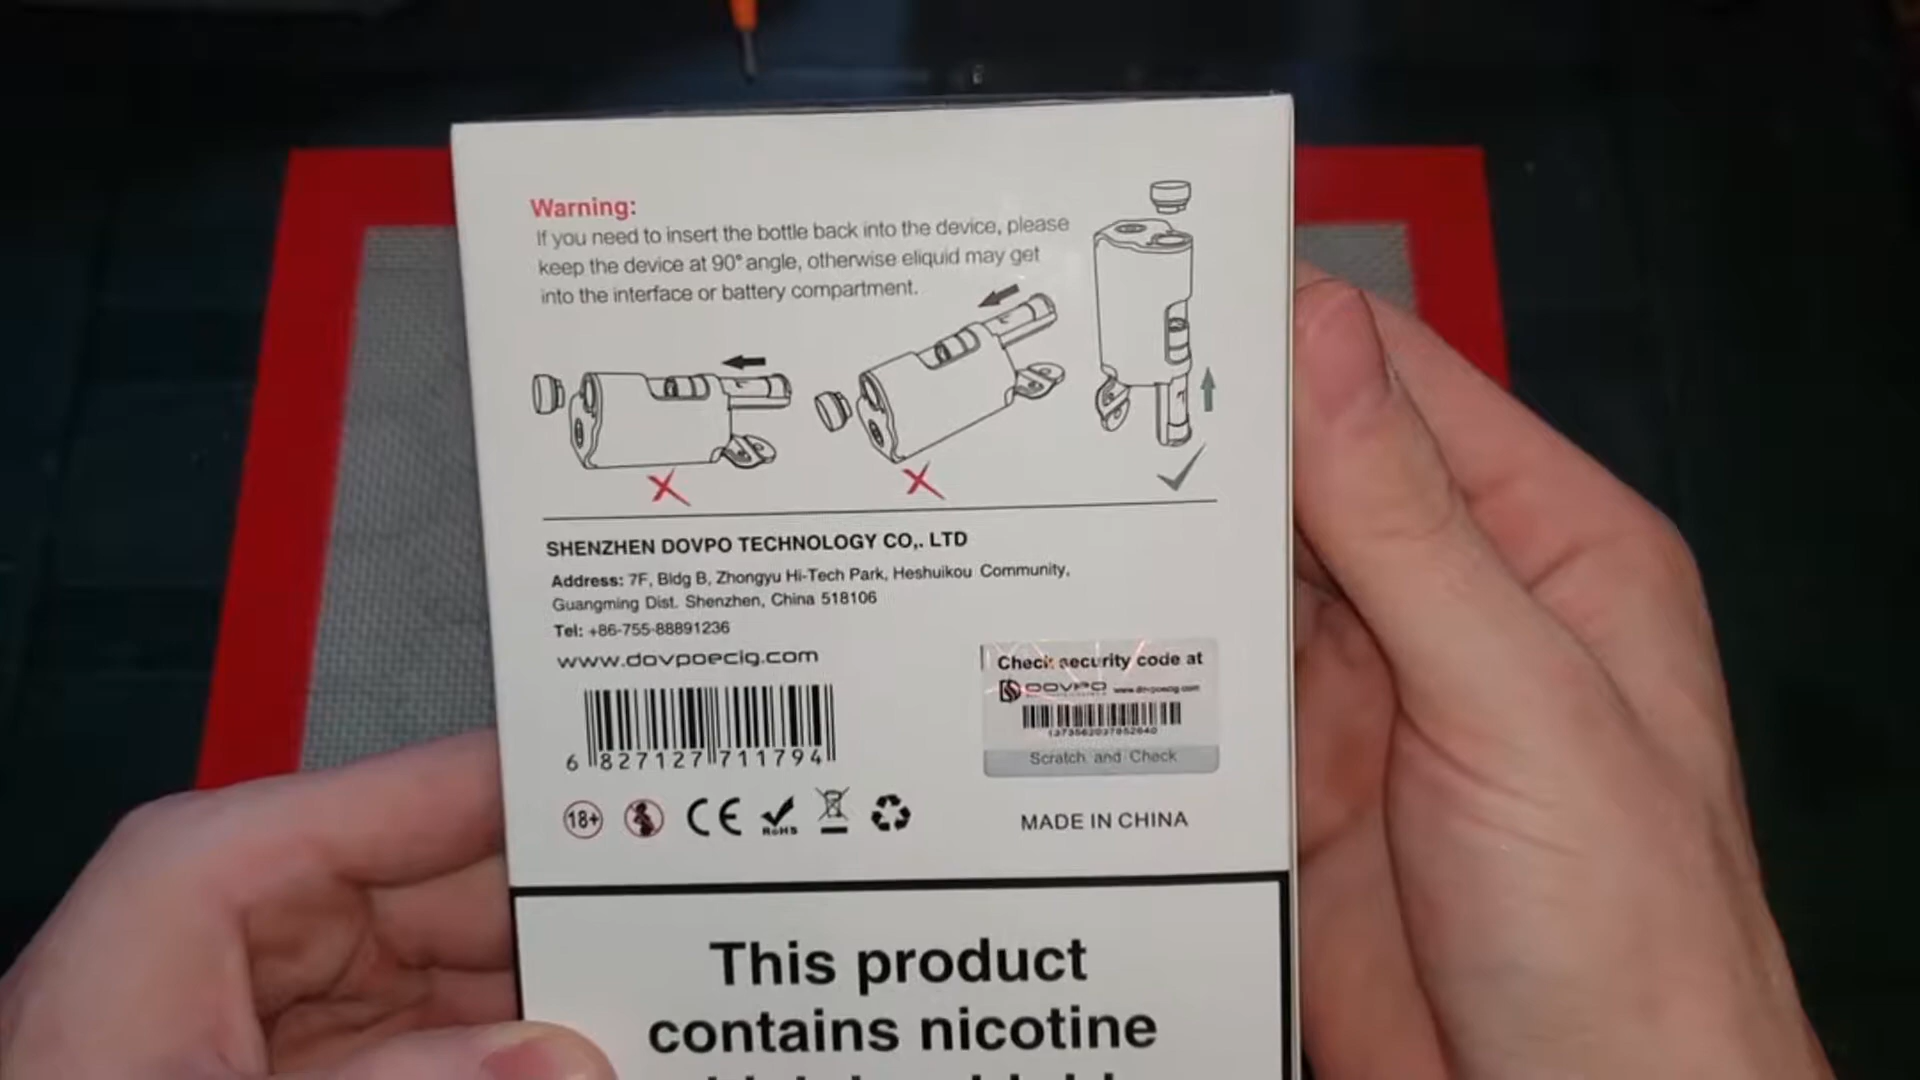 Warning:
If you need to insert the bottle back into the device, please
keep the device at 90° angle, otherwise eliquid may get
into the interface or battery compartment.
SHENZHEN DOVPO TECHNOLOGY CO,. LTD
Address: 7F, Bldg B, Zhongyu Hi-Tech Park, Heshuikou Community,
Guangming Dist. Shenzhen, China 518106
Tel: +86-755-88891236
www.dovpoecig.com
6 827127 711794
Check security code at
DOVPO www.dovpoecig.com
Scratch and Check
18+ CE RoHS
MADE IN CHINA
This product
contains nicotine